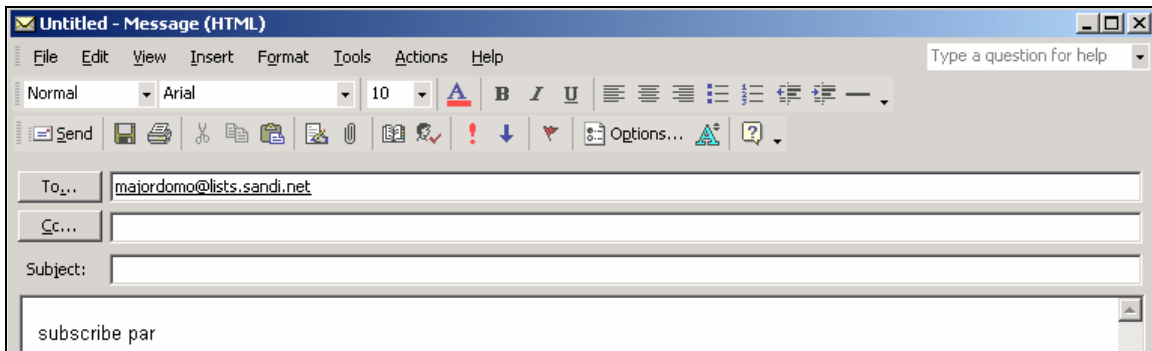 Untitled - Message (HTML)
File Edit View Insert Format Tools Actions Help Type a question for help
Normal Arial 10 A B I U
Send Options...
To... majordomo@lists.sandi.net
Cc...
Subject:
subscribe par